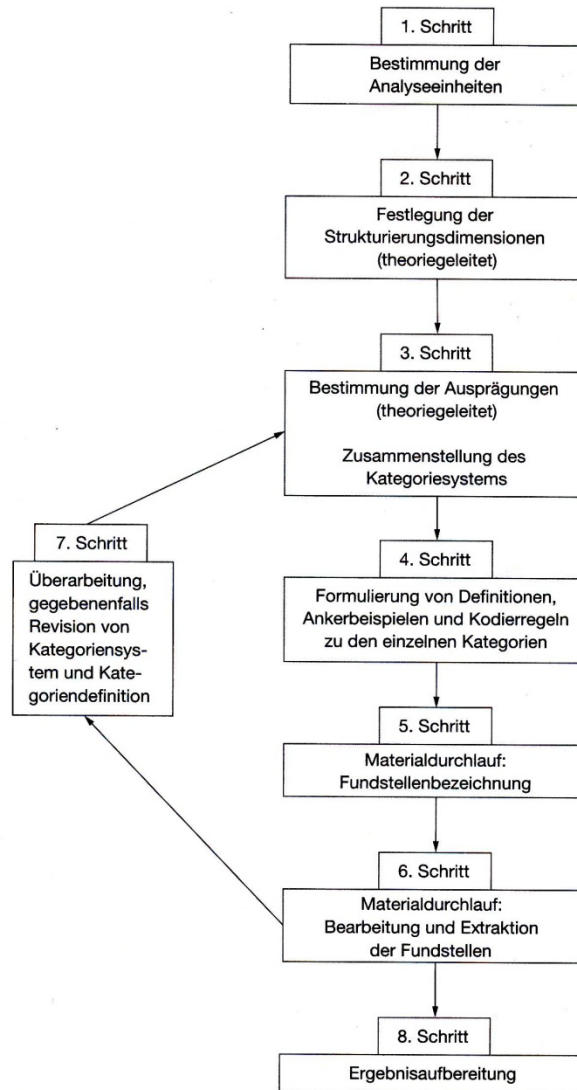 1. Schritt
Bestimmung der
Analyseeinheiten
2. Schritt
Festlegung der
Strukturierungsdimensionen
(theoriegeleitet)
3. Schritt
Bestimmung der Ausprägungen
(theoriegeleitet)
Zusammenstellung des
Kategoriesystems
4. Schritt
Formulierung von Definitionen,
Ankerbeispielen und Kodierregeln
zu den einzelnen Kategorien
5. Schritt
Materialdurchlauf:
Fundstellenbezeichnung
6. Schritt
Materialdurchlauf:
Bearbeitung und Extraktion
der Fundstellen
7. Schritt
Überarbeitung,
gegebenenfalls
Revision von
Kategoriensys-
tem und Kate-
goriendefinition
8. Schritt
Ergebnisaufbereitung